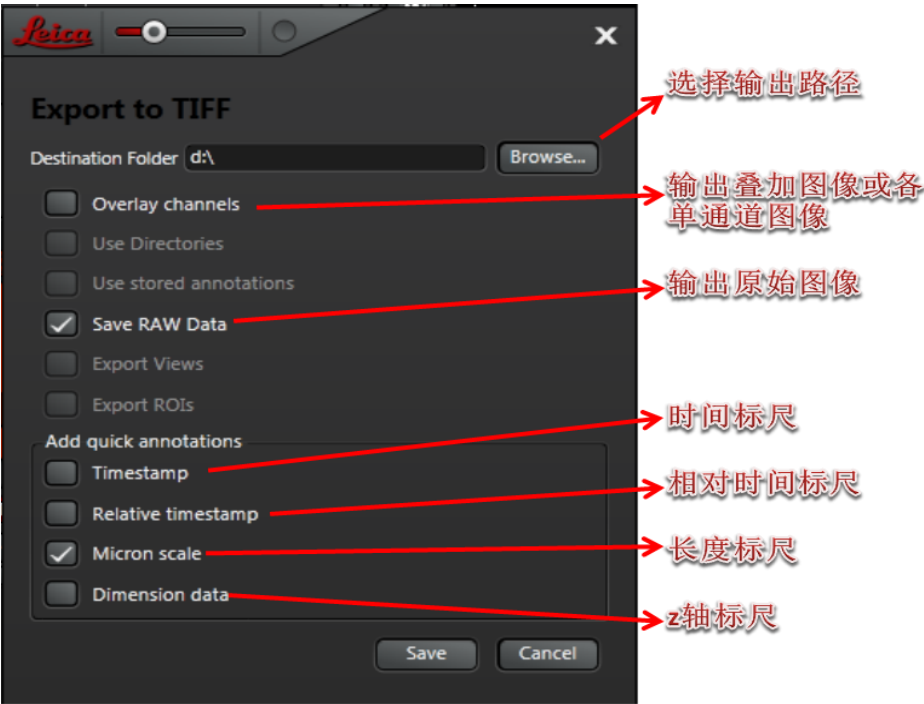 Leica
Export to TIFF
选择输出路径
Destination Folder d:\ Browse...
Overlay channels
输出叠加图像或各
单通道图像
Use Directories
Use stored annotations
输出原始图像
Save RAW Data
Export Views
Export ROIs
时间标尺
Add quick annotations
Timestamp
相对时间标尺
Relative timestamp
Micron scale
长度标尺
Dimension data
z轴标尺
Save Cancel